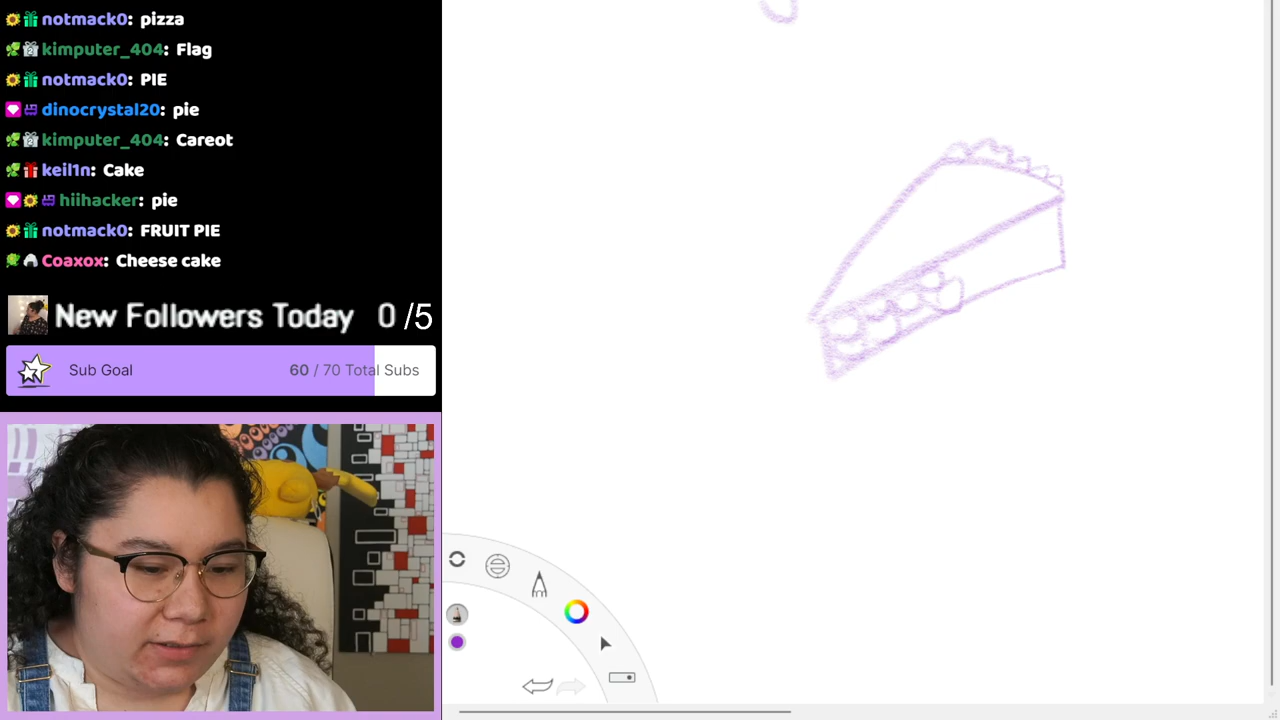 notmack0: pizza
kimputer_404: Flag
notmack0: PIE
dinocrystal20: pie
kimputer_404: Careot
keil1n: Cake
hiihacker: pie
notmack0: FRUIT PIE
Coaxox: Cheese cake
New Followers Today 0 /5
Sub Goal 60 / 70 Total Subs